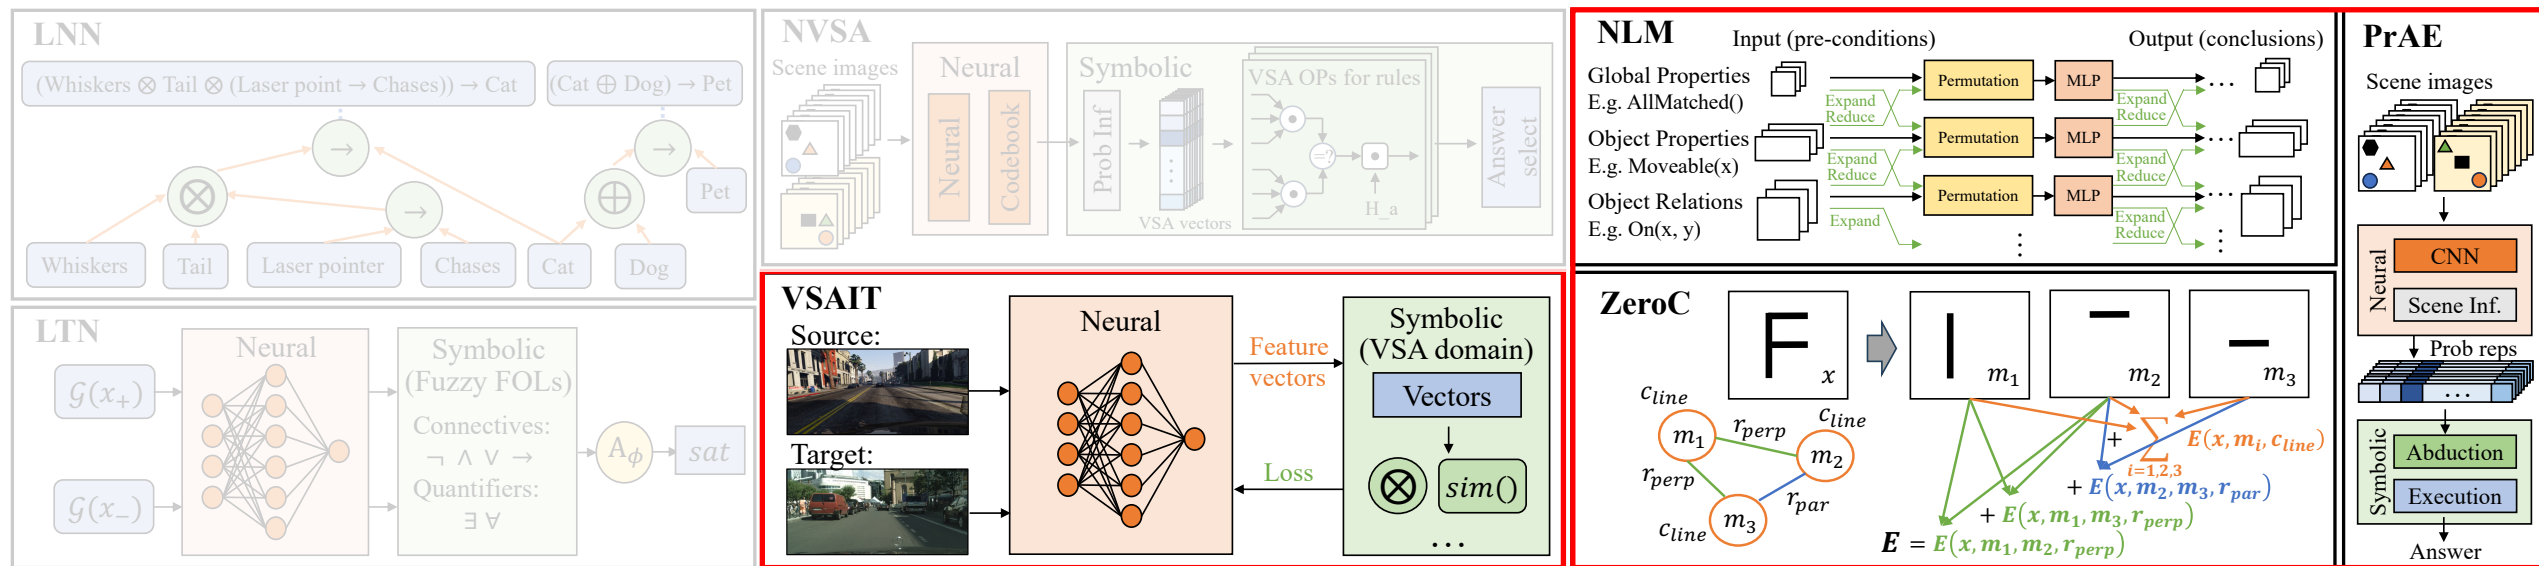 LNN
(Whiskers ⊗ Tail ⊗ (Laser point → Chases)) → Cat
(Cat ⊕ Dog) → Pet
→
→
⊗
→
⊕
Pet
Whiskers
Tail
Laser pointer
Chases
Cat
Dog
NVSA
Scene images
Neural
Neural
Codebook
Symbolic
Prob Inf
VSA vectors
VSA OPs for rules
=?
H_a
Answer
select
NLM
Input (pre-conditions)
Output (conclusions)
Global Properties
E.g. AllMatched()
Object Properties
E.g. Moveable(x)
Object Relations
E.g. On(x, y)
Expand
Reduce
Expand
Reduce
Expand
Permutation
Permutation
Permutation
MLP
MLP
MLP
Expand
Reduce
Expand
Reduce
Expand
Reduce
...
...
...
PrAE
Scene images
Neural
CNN
Scene Inf.
Prob reps
...
Symbolic
Abduction
Execution
Answer
LTN
𝒢(x₊)
𝒢(x₋)
Neural
Symbolic
(Fuzzy FOLs)
Connectives:
¬ ∧ ∨ →
Quantifiers:
∃ ∀
A_ϕ
sat
VSAIT
Source:
Target:
Neural
Feature
vectors
Loss
Symbolic
(VSA domain)
Vectors
⊗
sim()
...
ZeroC
x
m₁
m₂
m₃
c_line
m₁
r_perp
c_line
m₂
r_perp
r_par
c_line
m₃
+ ∑ i=1,2,3 E(x, m_i, c_line)
+ E(x, m₂, m₃, r_par)
+ E(x, m₁, m₃, r_perp)
E = E(x, m₁, m₂, r_perp)